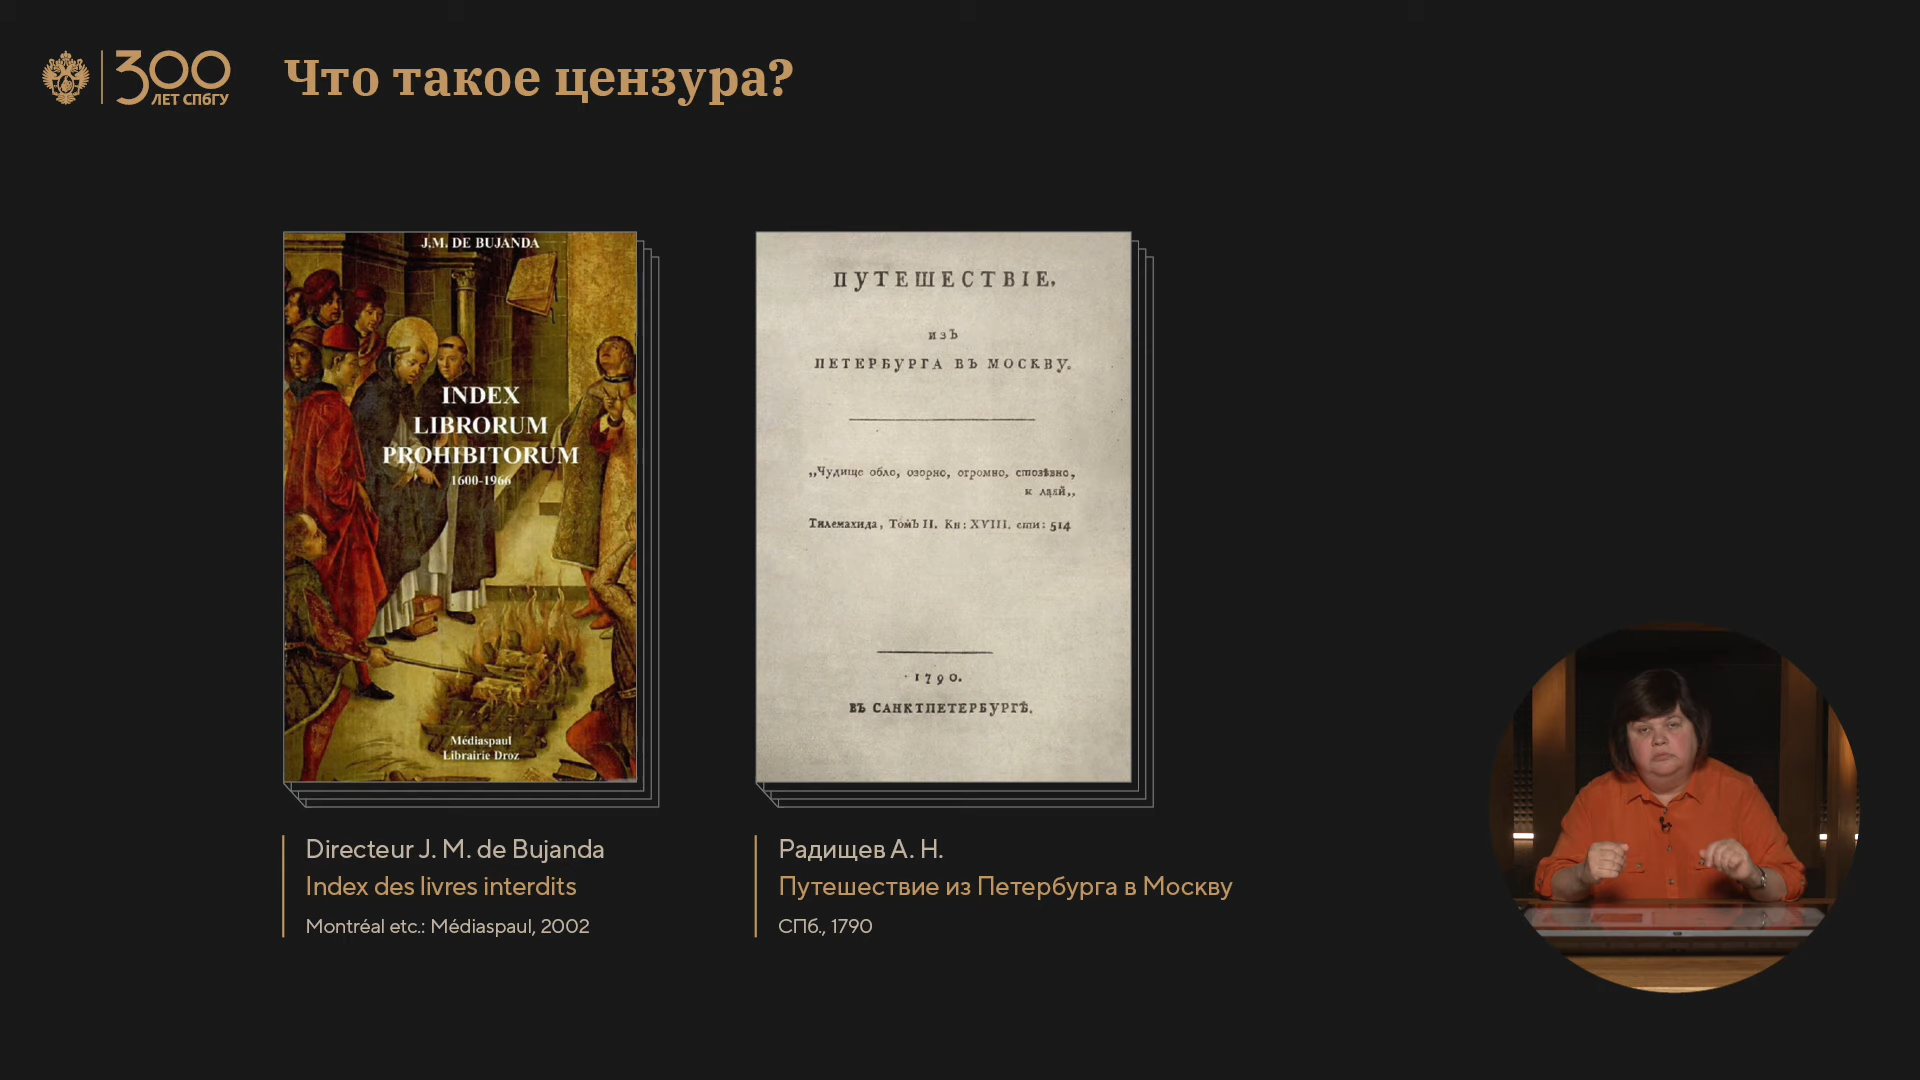 300
ЛЕТ СПбГУ
Что такое цензура?
J.M. DE BUJANDA
INDEX
LIBRORUM
PROHIBITORUM
1600-1966
Médiaspaul
Librairie Droz
Directeur J. M. de Bujanda
Index des livres interdits
Montréal etc.: Médiaspaul, 2002
ПУТЕШЕСТВІЕ,
изЪ
ПЕТЕРБУРГА ВЪ МОСКВУ.
„Чудище обло, озорно, огромно, стозѣвно,
и лаяй„
Тилемахида, ТомЪ II. Кн: XVIII. сти: 514
1790.
ВЪ САНКТПЕТЕРБУРГѢ.
Радищев А. Н.
Путешествие из Петербурга в Москву
СПб., 1790